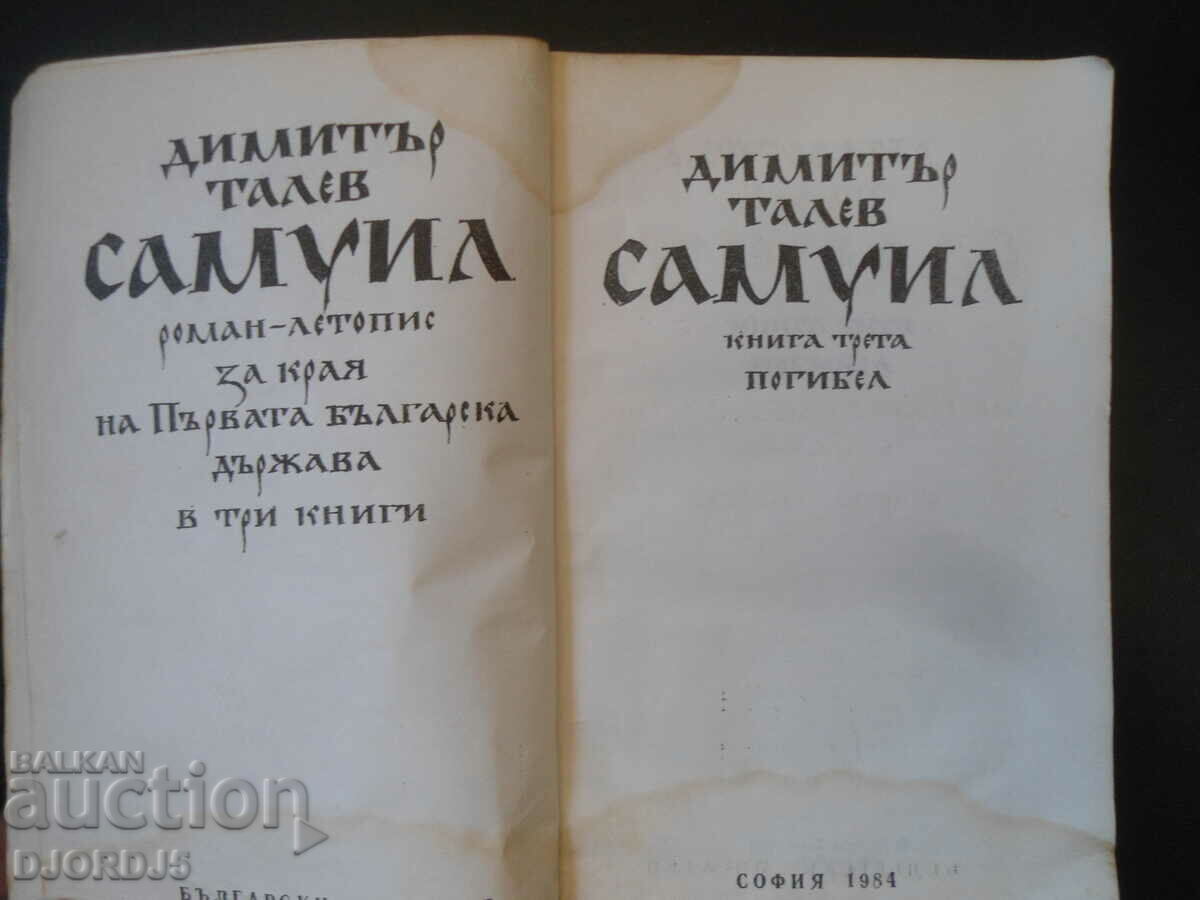 ДИМИТЪР
ТАЛЕВ
САМУИЛ
роман-летопис
за края
на Първата българска
държава
в три книги
БЪЛГАРСКИ
ДИМИТЪР
ТАЛЕВ
САМУИЛ
книга трета
ПОГИБЕЛ
СОФИЯ 1984
BALKAN
auction
DJORDJ5